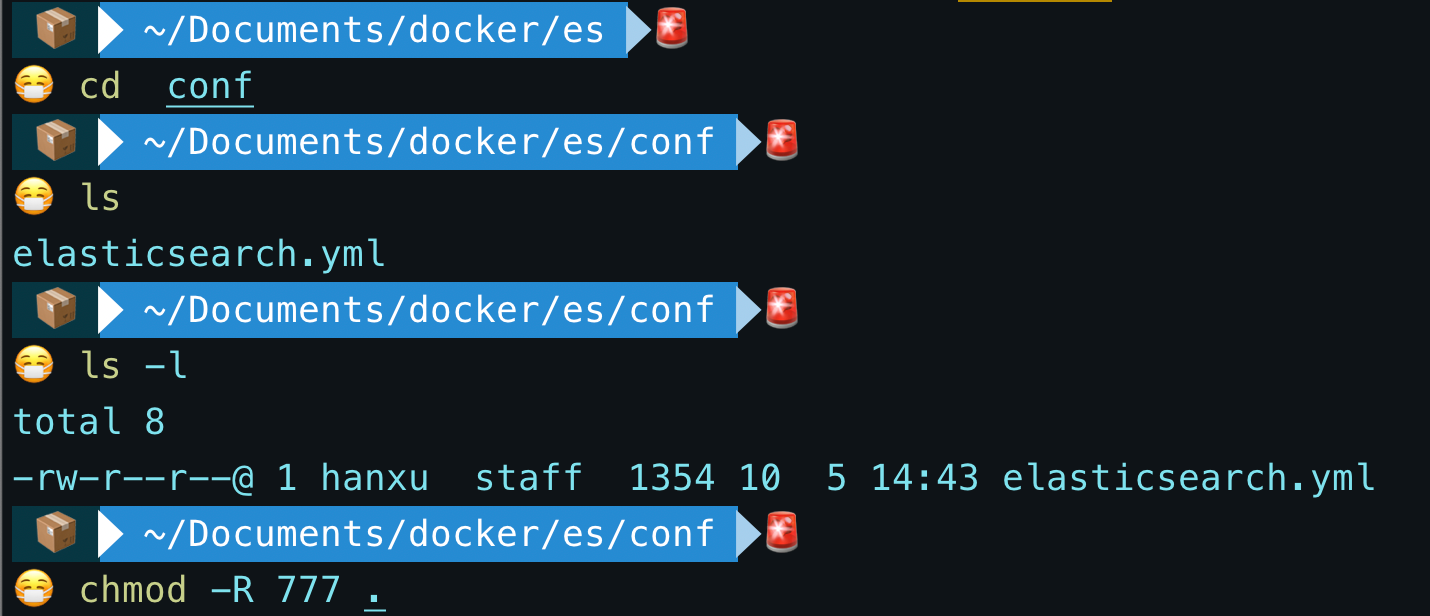 ~/Documents/docker/es
cd  conf
~/Documents/docker/es/conf
ls
elasticsearch.yml
~/Documents/docker/es/conf
ls -l
total 8
-rw-r--r--@ 1 hanxu  staff  1354 10  5 14:43 elasticsearch.yml
~/Documents/docker/es/conf
chmod -R 777 .